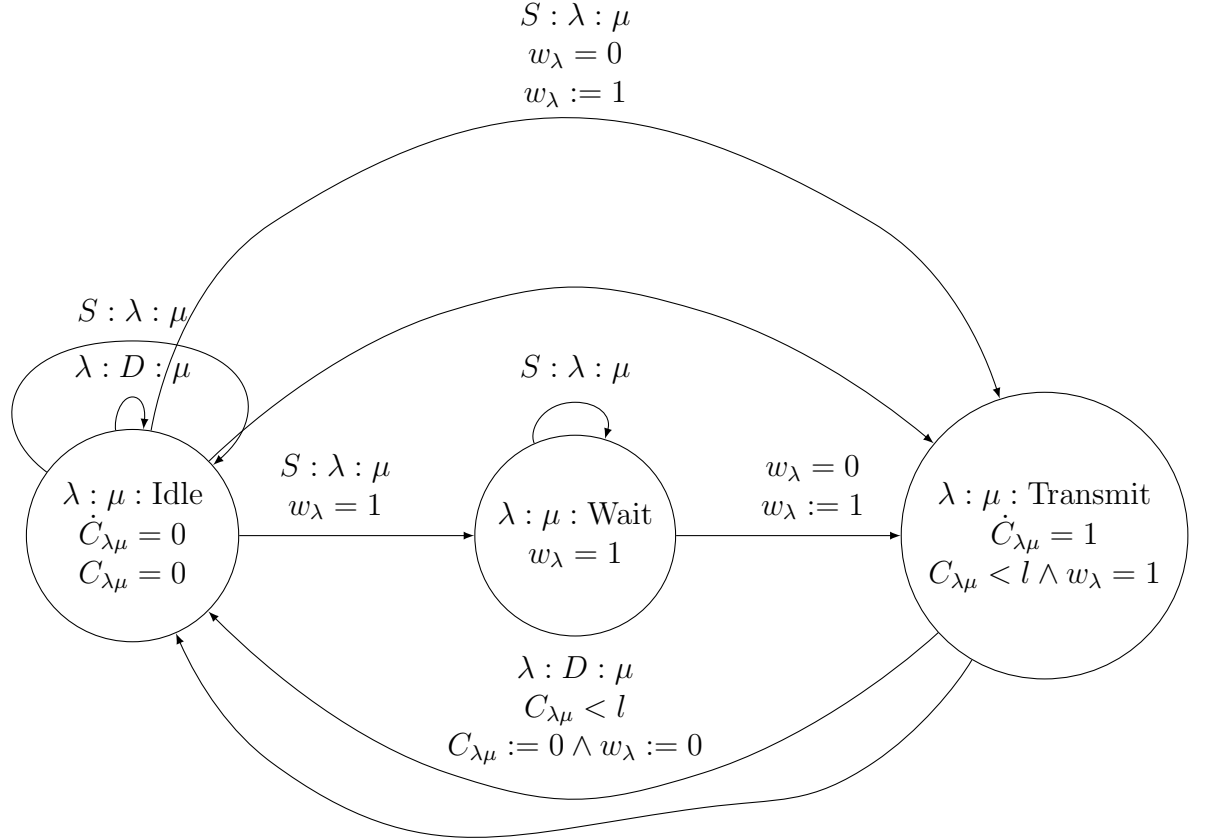 S : λ : μ
w_λ = 0
w_λ := 1
S : λ : μ
λ : D : μ
S : λ : μ
S : λ : μ
w_λ = 1
w_λ = 0
w_λ := 1
λ : μ : Idle
Ċ_λμ = 0
C_λμ = 0
λ : μ : Wait
w_λ = 1
λ : μ : Transmit
Ċ_λμ = 1
C_λμ < l ∧ w_λ = 1
λ : D : μ
C_λμ < l
C_λμ := 0 ∧ w_λ := 0